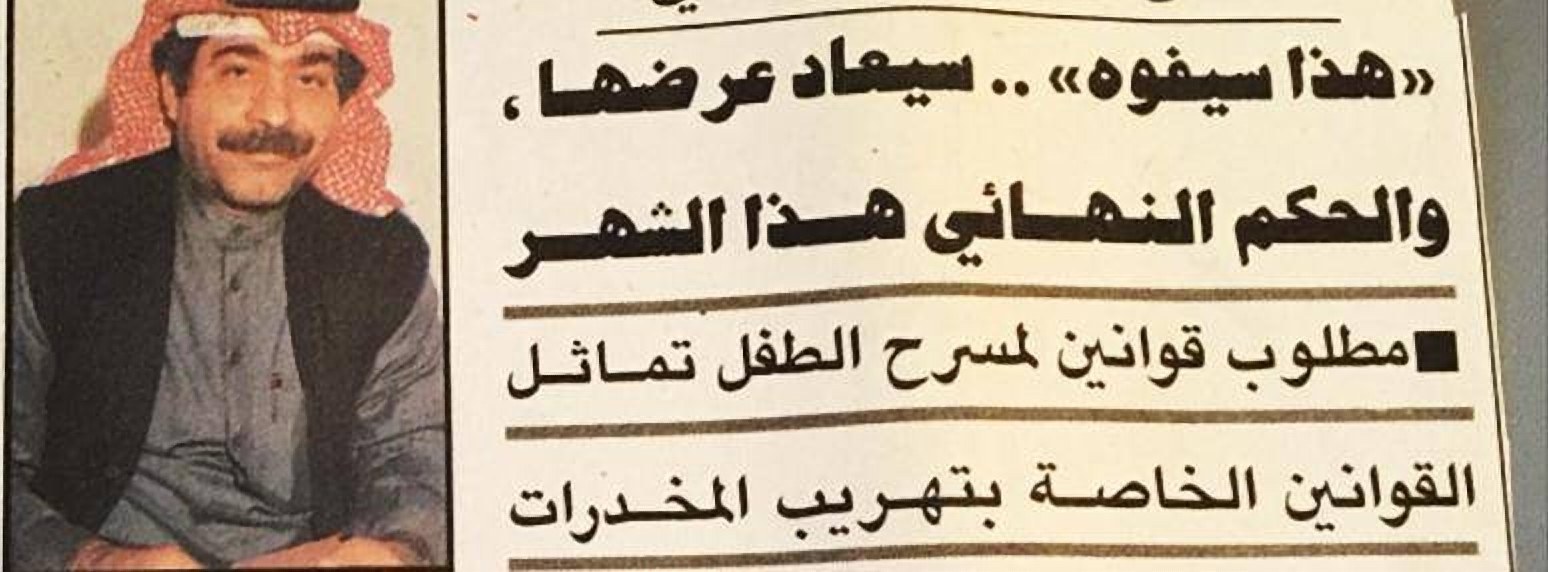 «هذا سيفوه» .. سيعاد عرضها ،
والحكم النهائي هذا الشهر
■ مطلوب قوانين لمسرح الطفل تماثل
القوانين الخاصة بتهريب المخدرات